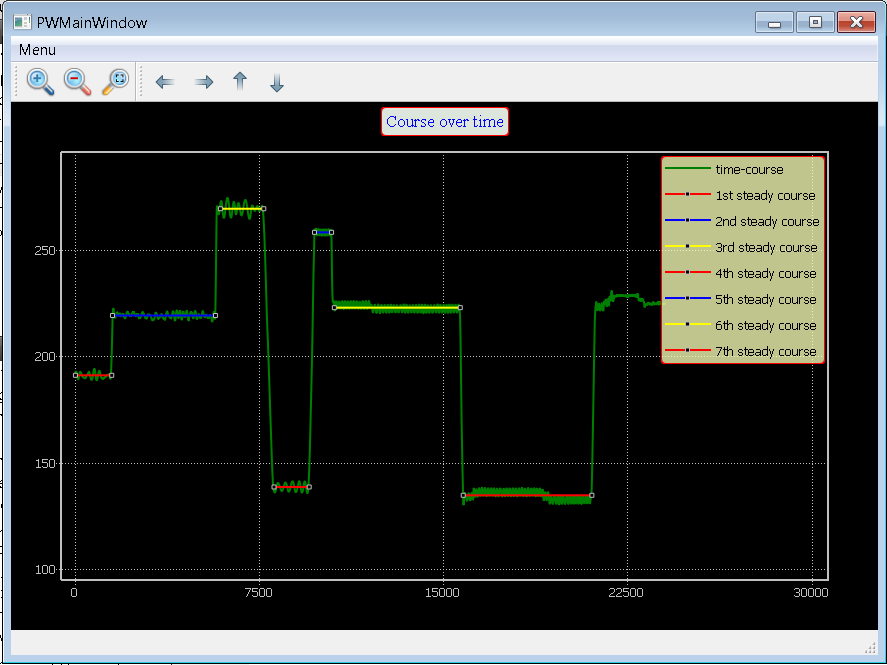 PWMainWindow
Menu
Course over time
time-course
1st steady course
2nd steady course
3rd steady course
4th steady course
5th steady course
6th steady course
7th steady course
250
200
150
100
0 7500 15000 22500 30000